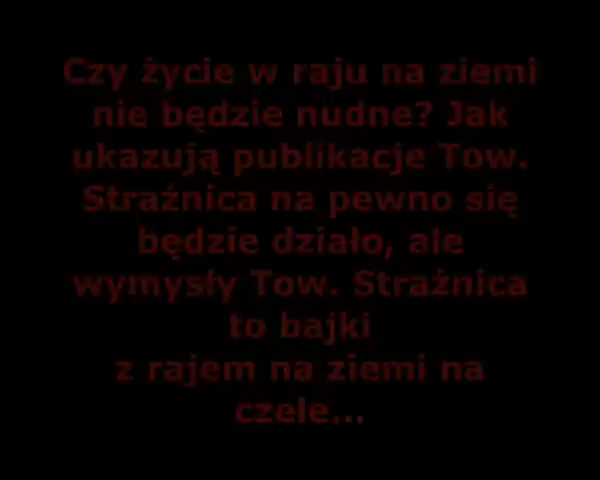 Czy życie w raju na ziemi
nie będzie nudne? Jak
ukazują publikacje Tow.
Strażnica na pewno się
będzie działo, ale
wymysły Tow. Strażnica
to bajki
z rajem na ziemi na
czele...